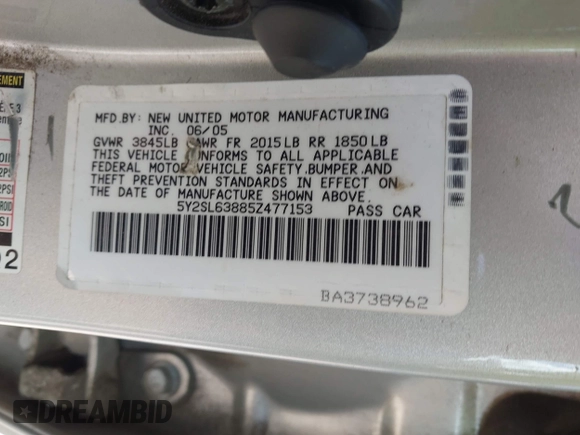 MFD.BY: NEW UNITED MOTOR MANUFACTURING
INC. 06/05
GVWR 3845LB GAWR FR 2015LB RR 1850LB
THIS VEHICLE CONFORMS TO ALL APPLICABLE
FEDERAL MOTOR VEHICLE SAFETY,BUMPER,AND
THEFT PREVENTION STANDARDS IN EFFECT ON
THE DATE OF MANUFACTURE SHOWN ABOVE.
5Y2SL63885Z477153 PASS CAR
BA3738962
DREAMBID